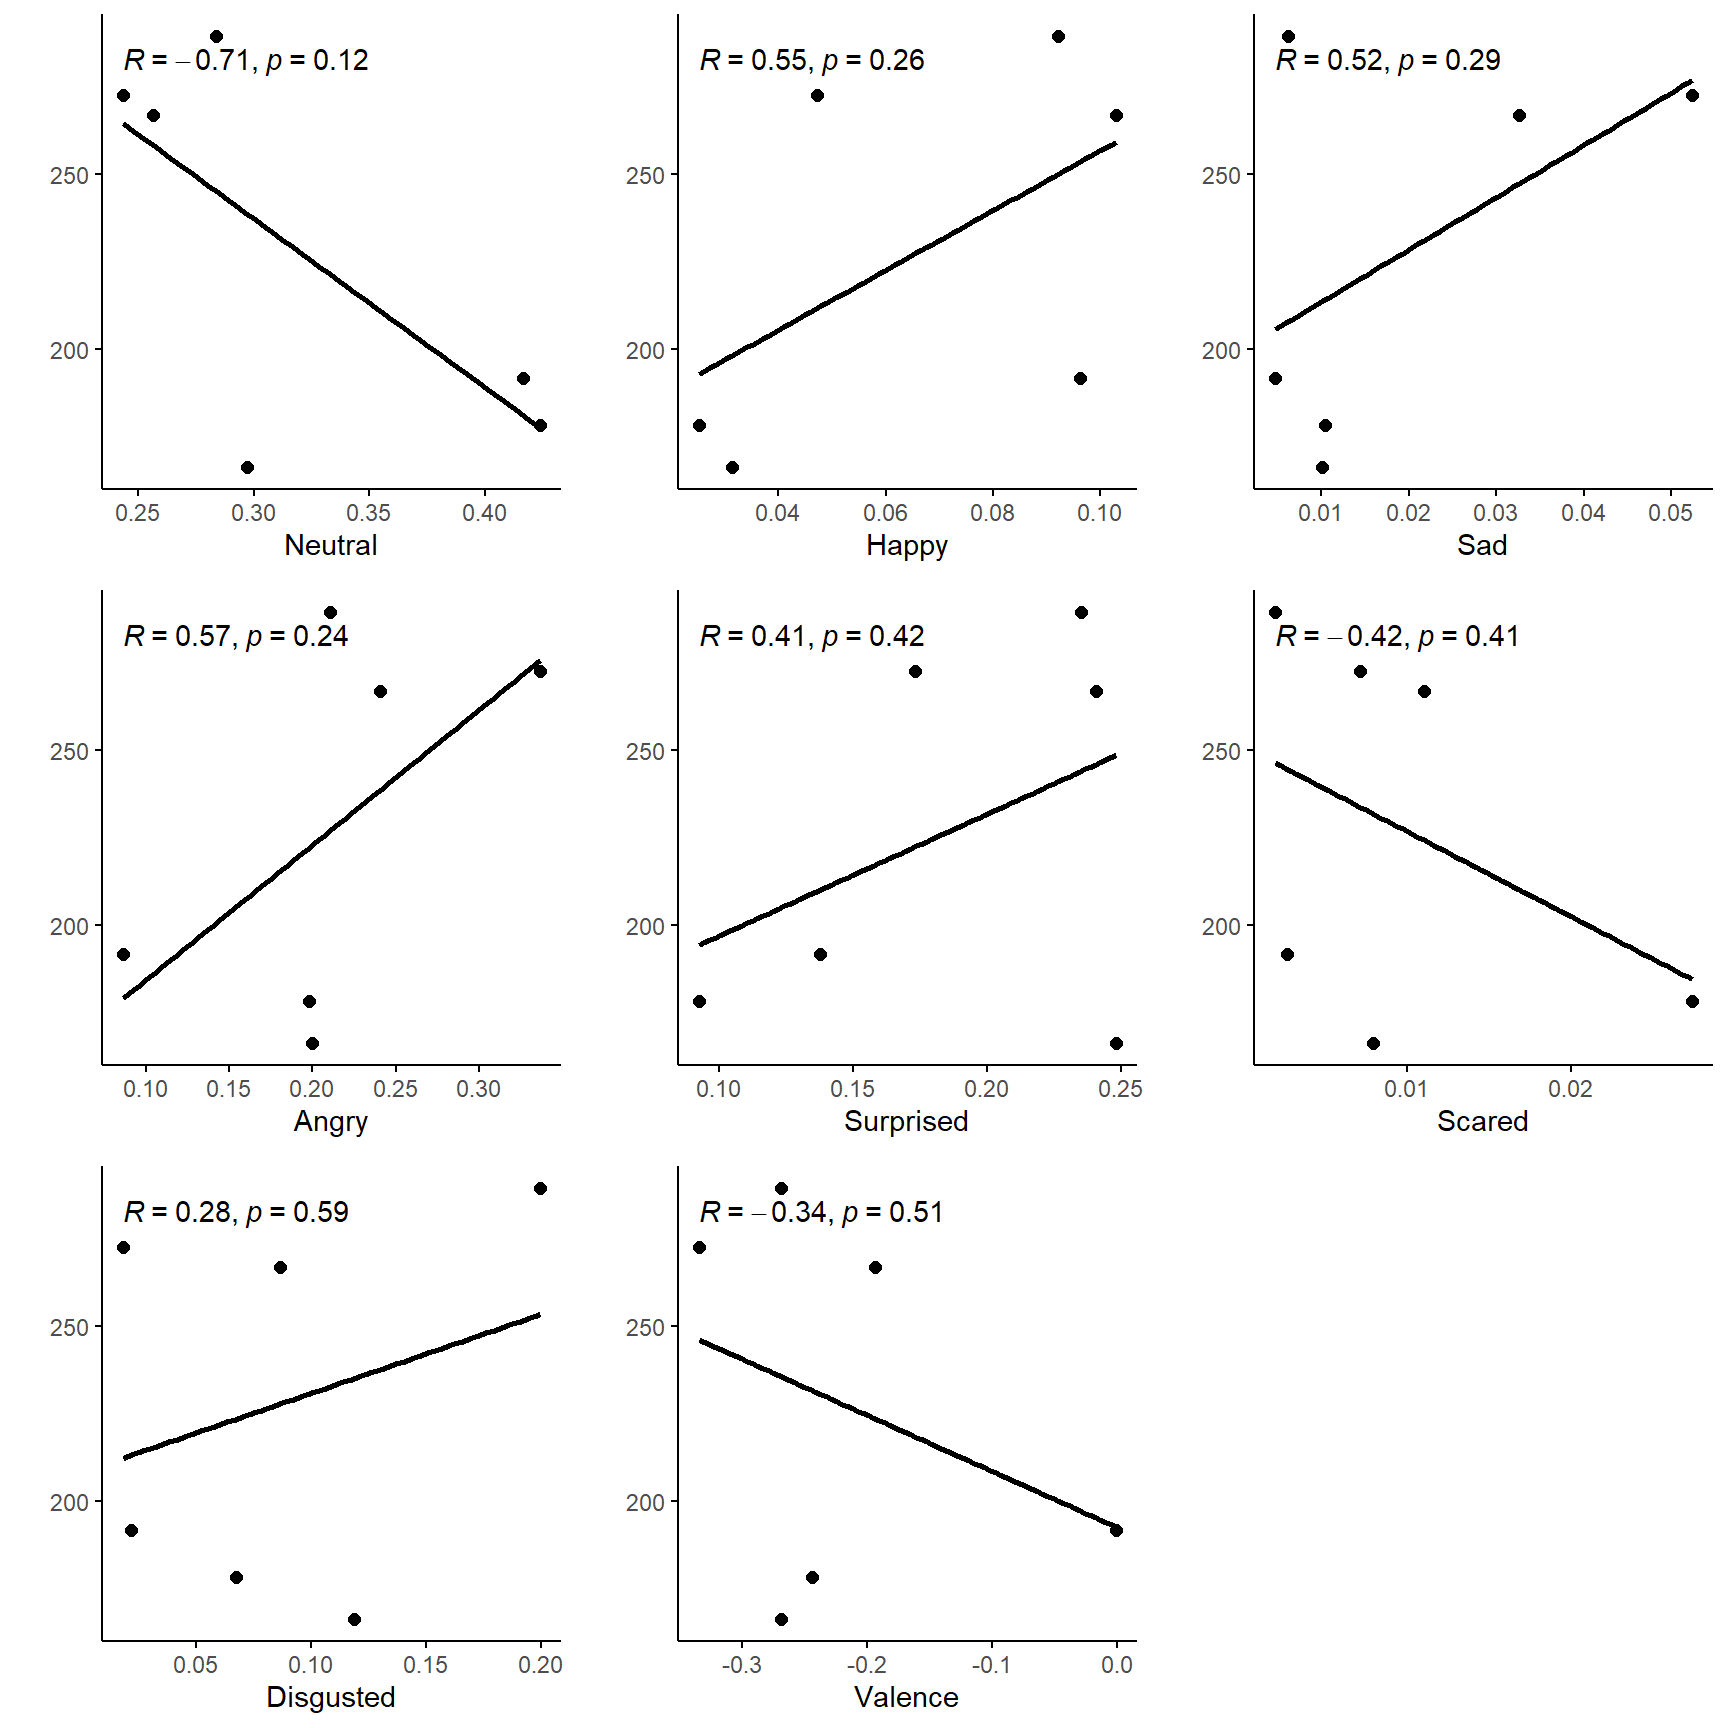 R = −0.71, p = 0.12
250
200
0.25 0.30 0.35 0.40
Neutral
R = 0.55, p = 0.26
250
200
0.04 0.06 0.08 0.10
Happy
R = 0.52, p = 0.29
250
200
0.01 0.02 0.03 0.04 0.05
Sad
R = 0.57, p = 0.24
250
200
0.10 0.15 0.20 0.25 0.30
Angry
R = 0.41, p = 0.42
250
200
0.10 0.15 0.20 0.25
Surprised
R = −0.42, p = 0.41
250
200
0.01 0.02
Scared
R = 0.28, p = 0.59
250
200
0.05 0.10 0.15 0.20
Disgusted
R = −0.34, p = 0.51
250
200
-0.3 -0.2 -0.1 0.0
Valence